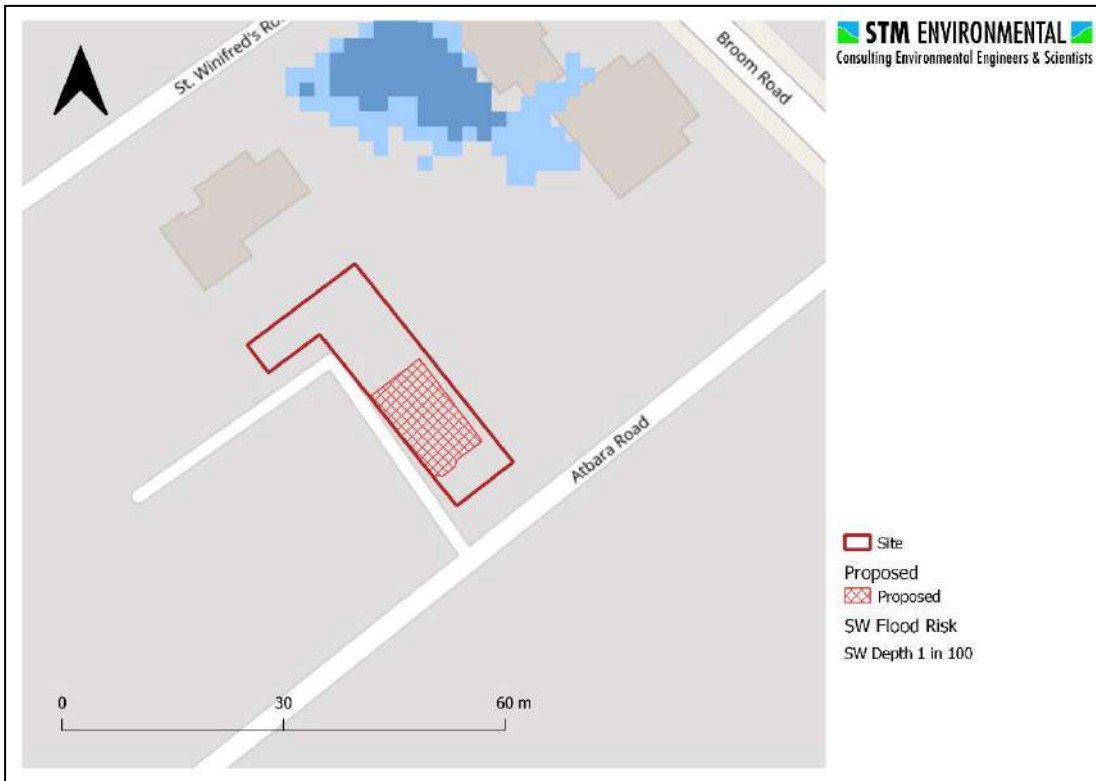 STM ENVIRONMENTAL
Consulting Environmental Engineers & Scientists
St. Winifred's
Broom Road
Atbara Road
0 30 60 m
Site
Proposed
Proposed
SW Flood Risk
SW Depth 1 in 100